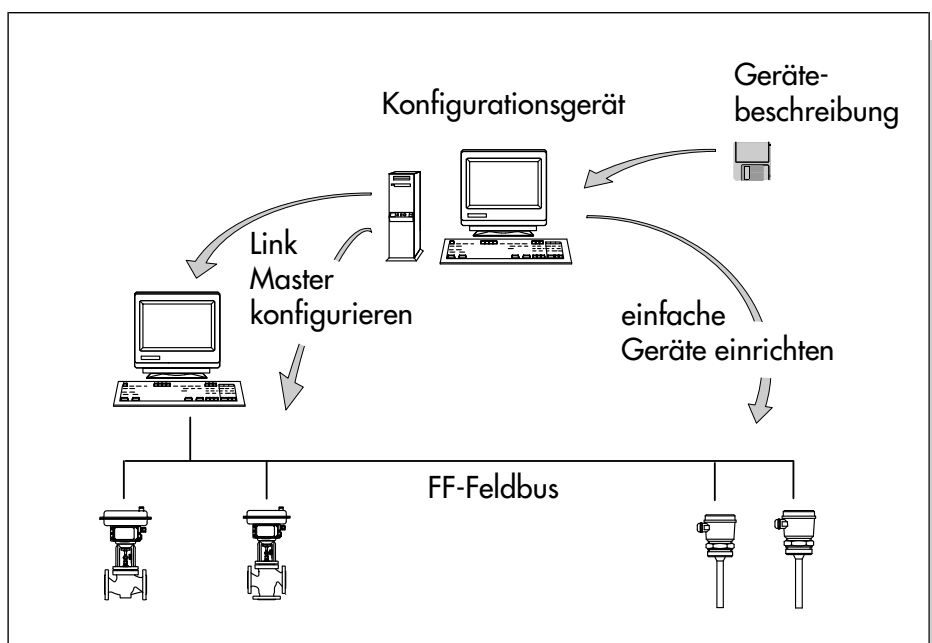 Geräte-
beschreibung
Konfigurationsgerät
Link
Master
konfigurieren
einfache
Geräte einrichten
FF-Feldbus